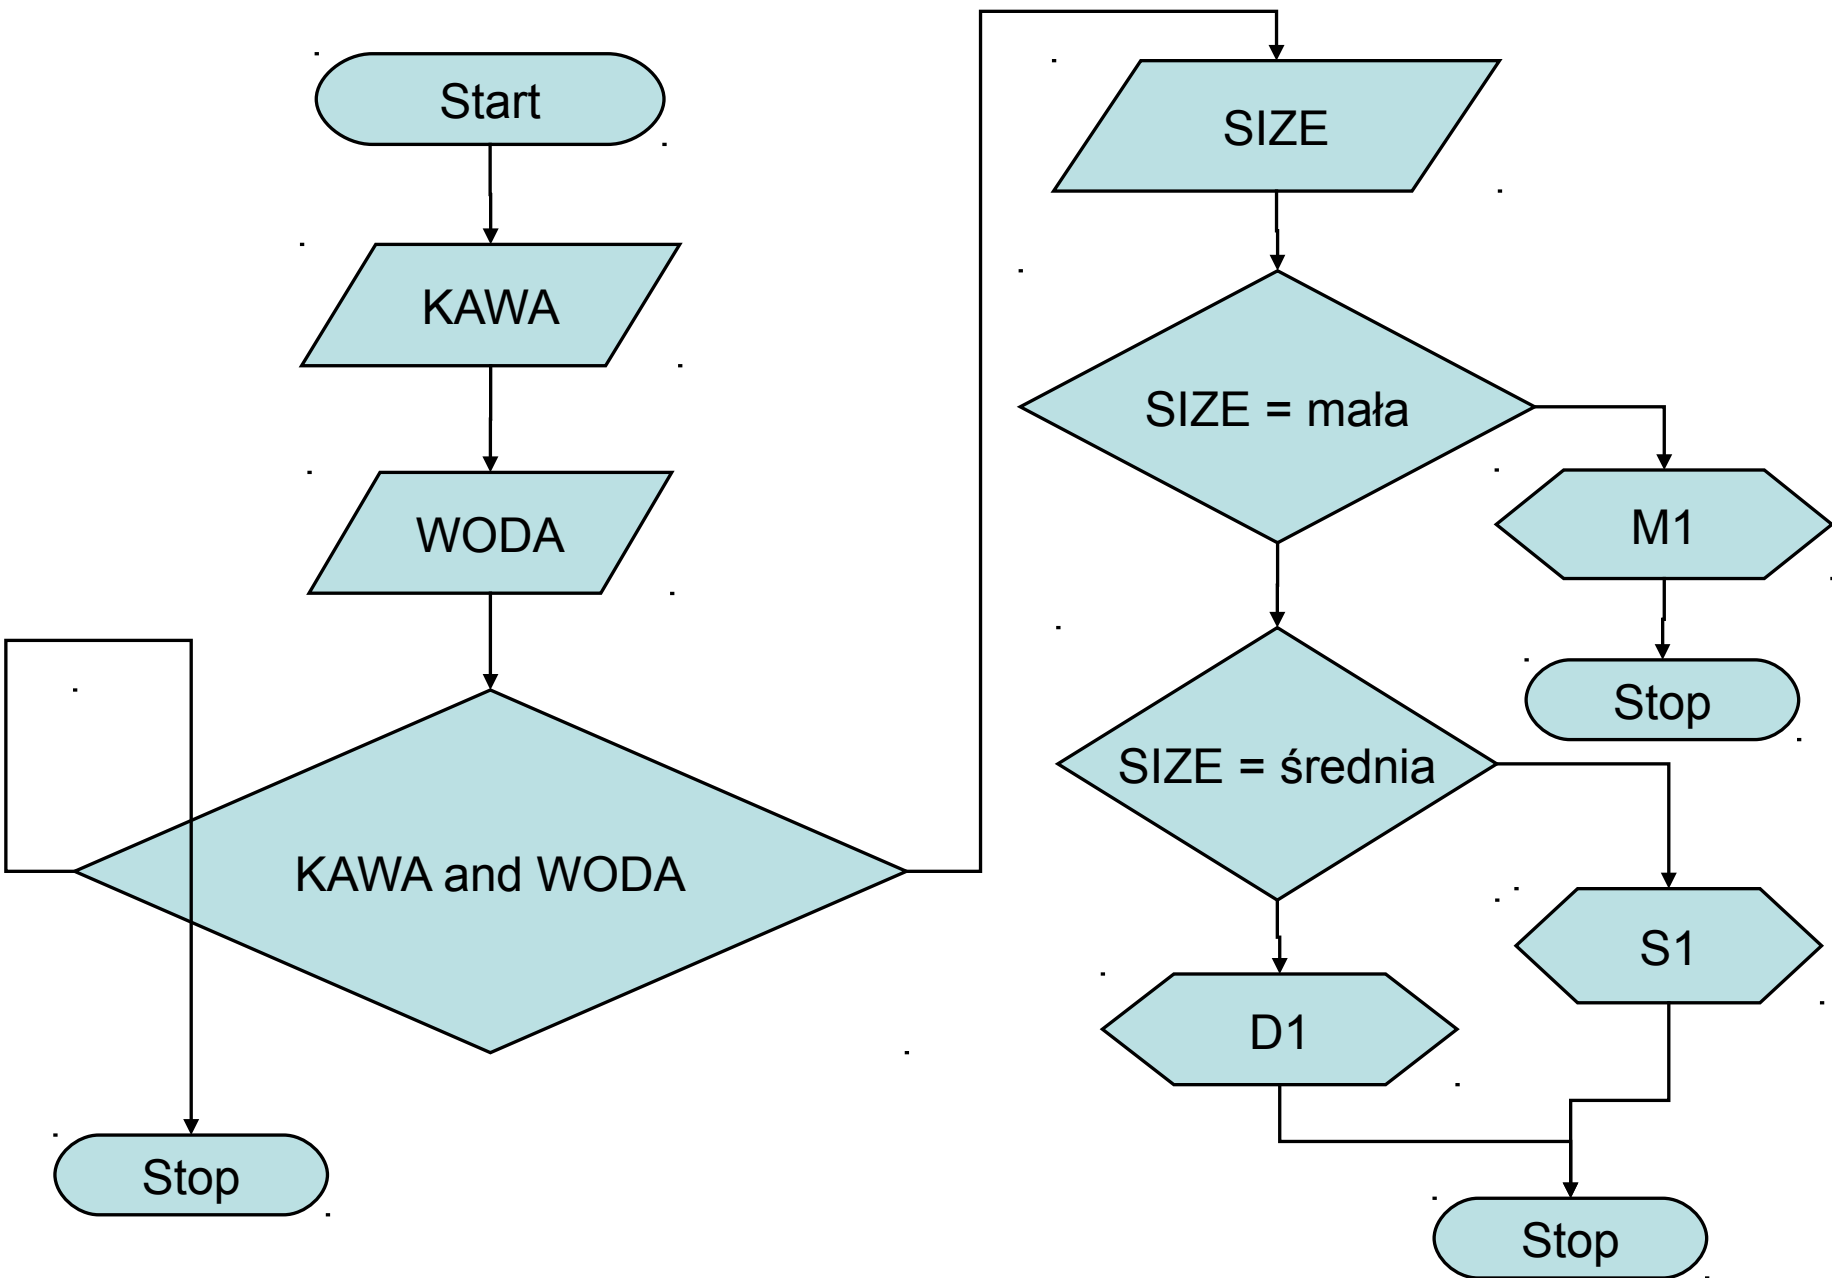 Start
KAWA
WODA
KAWA and WODA
Stop
SIZE
SIZE = mała
M1
Stop
SIZE = średnia
S1
D1
Stop